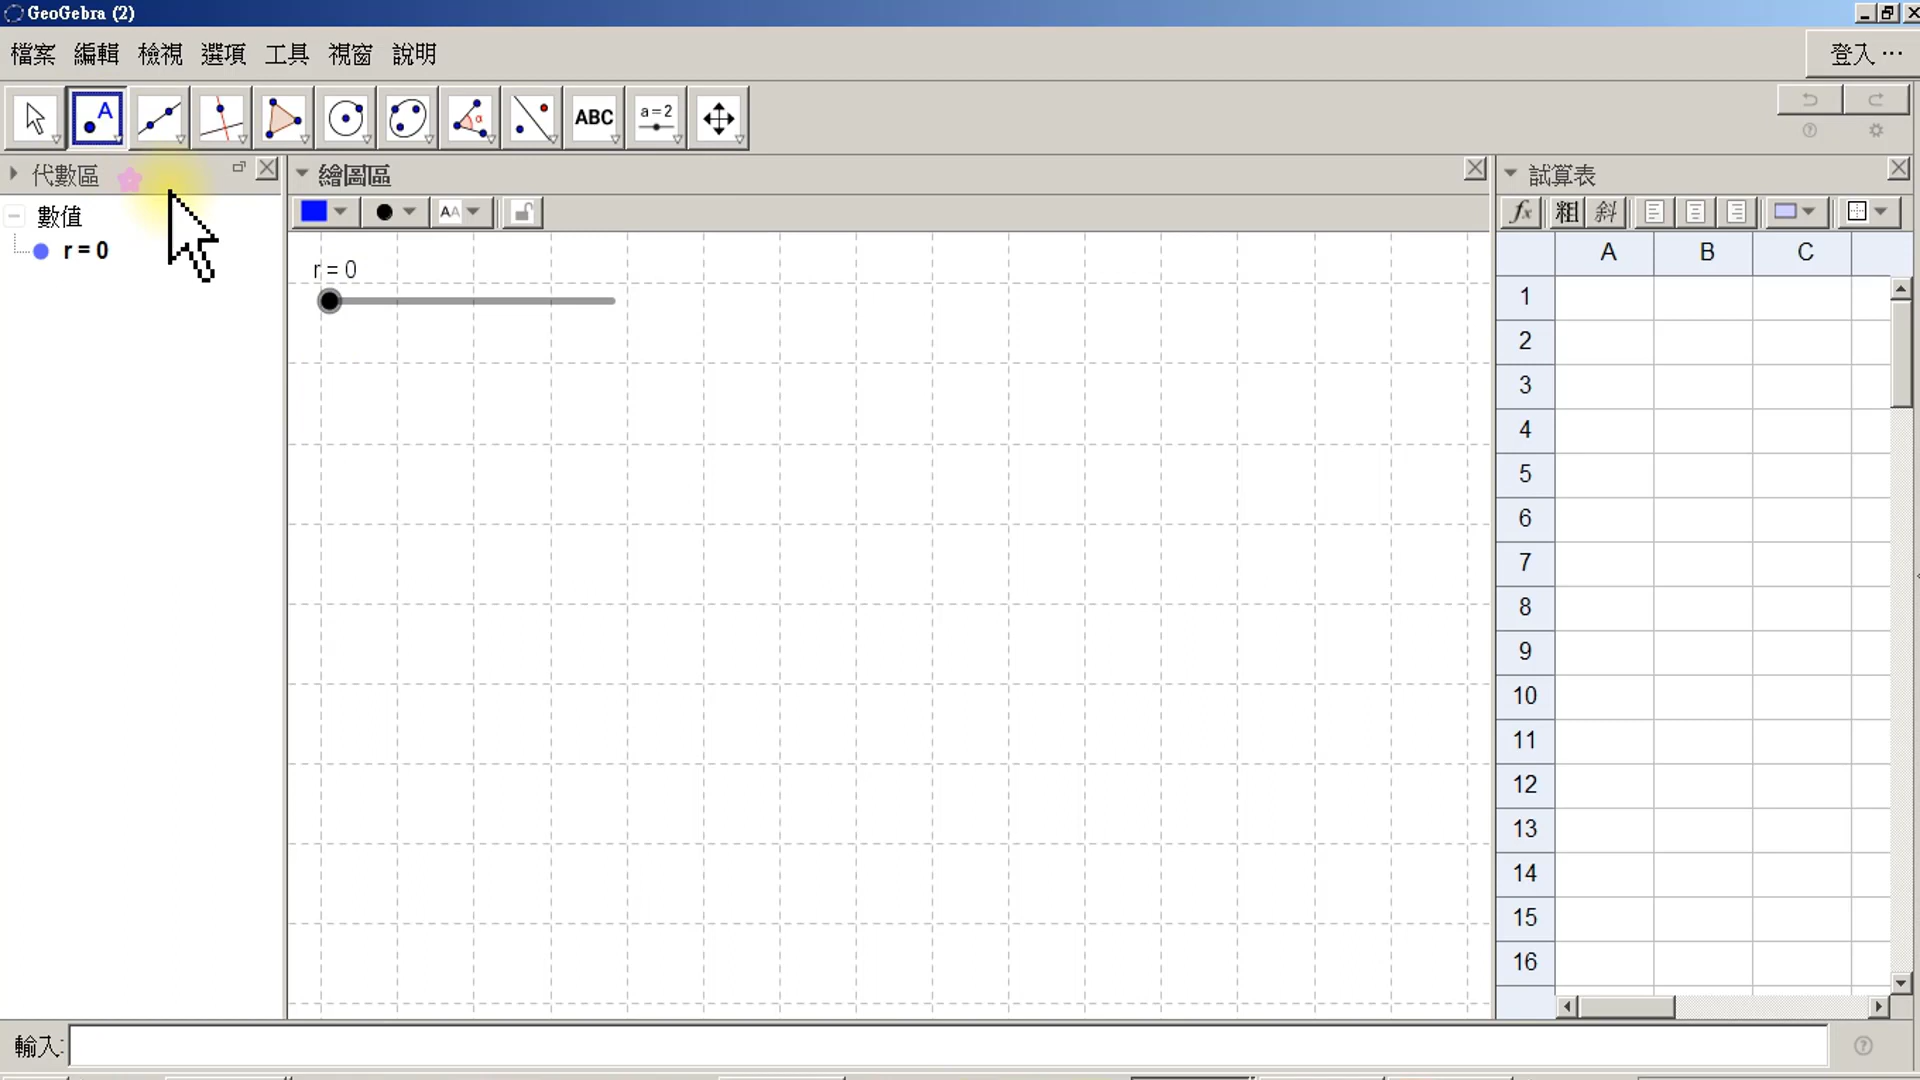 GeoGebra (2)
檔案 編輯 檢視 選項 工具 視窗 說明
登入 ...
A
α
ABC
a=2
代數區
繪圖區
試算表
AA
fx 粗 斜
數值
r = 0
r = 0
A B C
1
2
3
4
5
6
7
8
9
10
11
12
13
14
15
16
輸入: